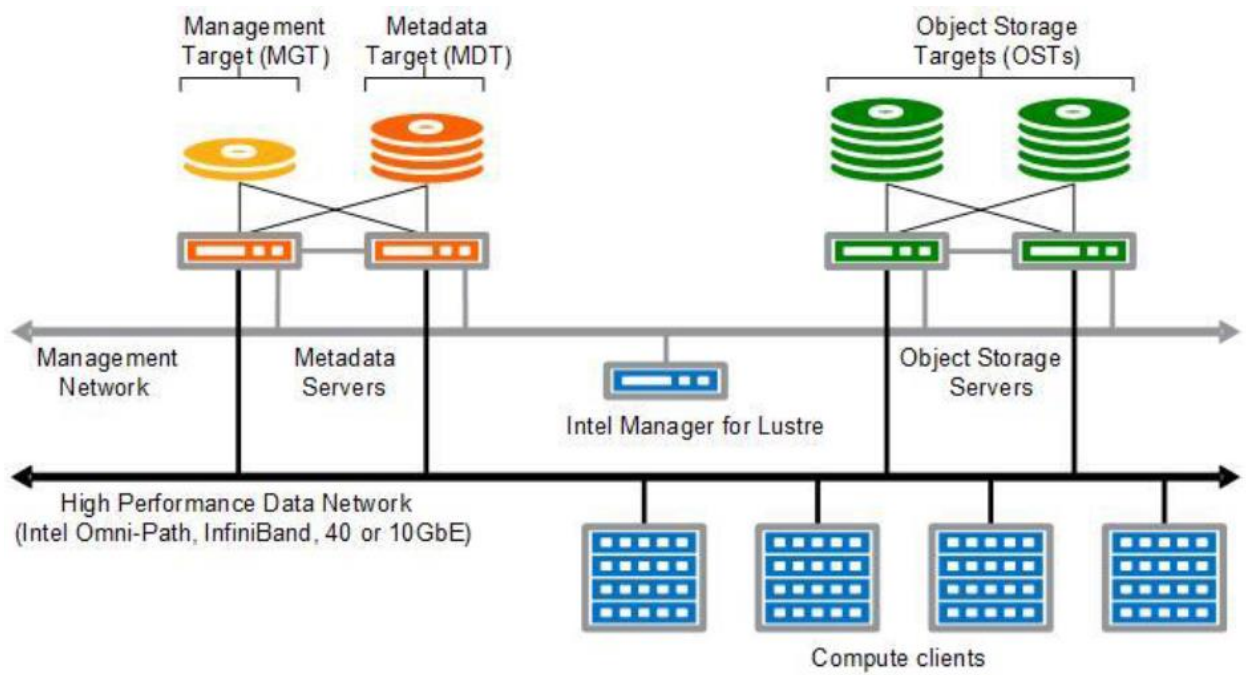 Management
Target (MGT)
Metadata
Target (MDT)
Object Storage
Targets (OSTs)
Management
Network
Metadata
Servers
Object Storage
Servers
Intel Manager for Lustre
High Performance Data Network
(Intel Omni-Path, InfiniBand, 40 or 10GbE)
Compute clients